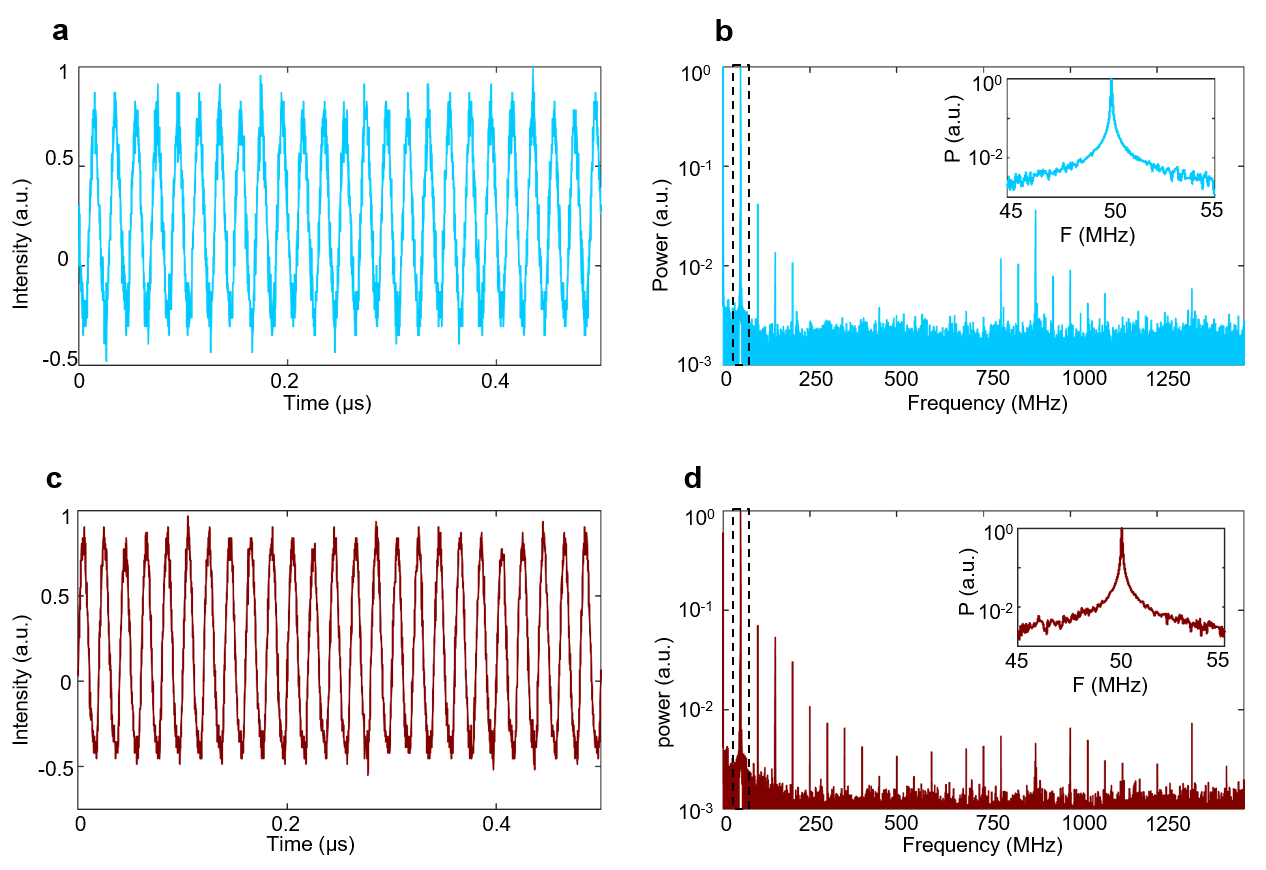 a
1
0.5
0
-0.5
Intensity (a.u.)
0 0.2 0.4
Time (µs)
b
10^0
10^-1
10^-2
10^-3
Power (a.u.)
0 250 500 750 1000 1250
Frequency (MHz)
10^0
10^-2
P (a.u.)
45 50 55
F (MHz)
c
1
0.5
0
-0.5
Intensity (a.u.)
0 0.2 0.4
Time (µs)
d
10^0
10^-1
10^-2
10^-3
power (a.u.)
0 250 500 750 1000 1250
Frequency (MHz)
10^0
10^-2
P (a.u.)
45 50 55
F (MHz)